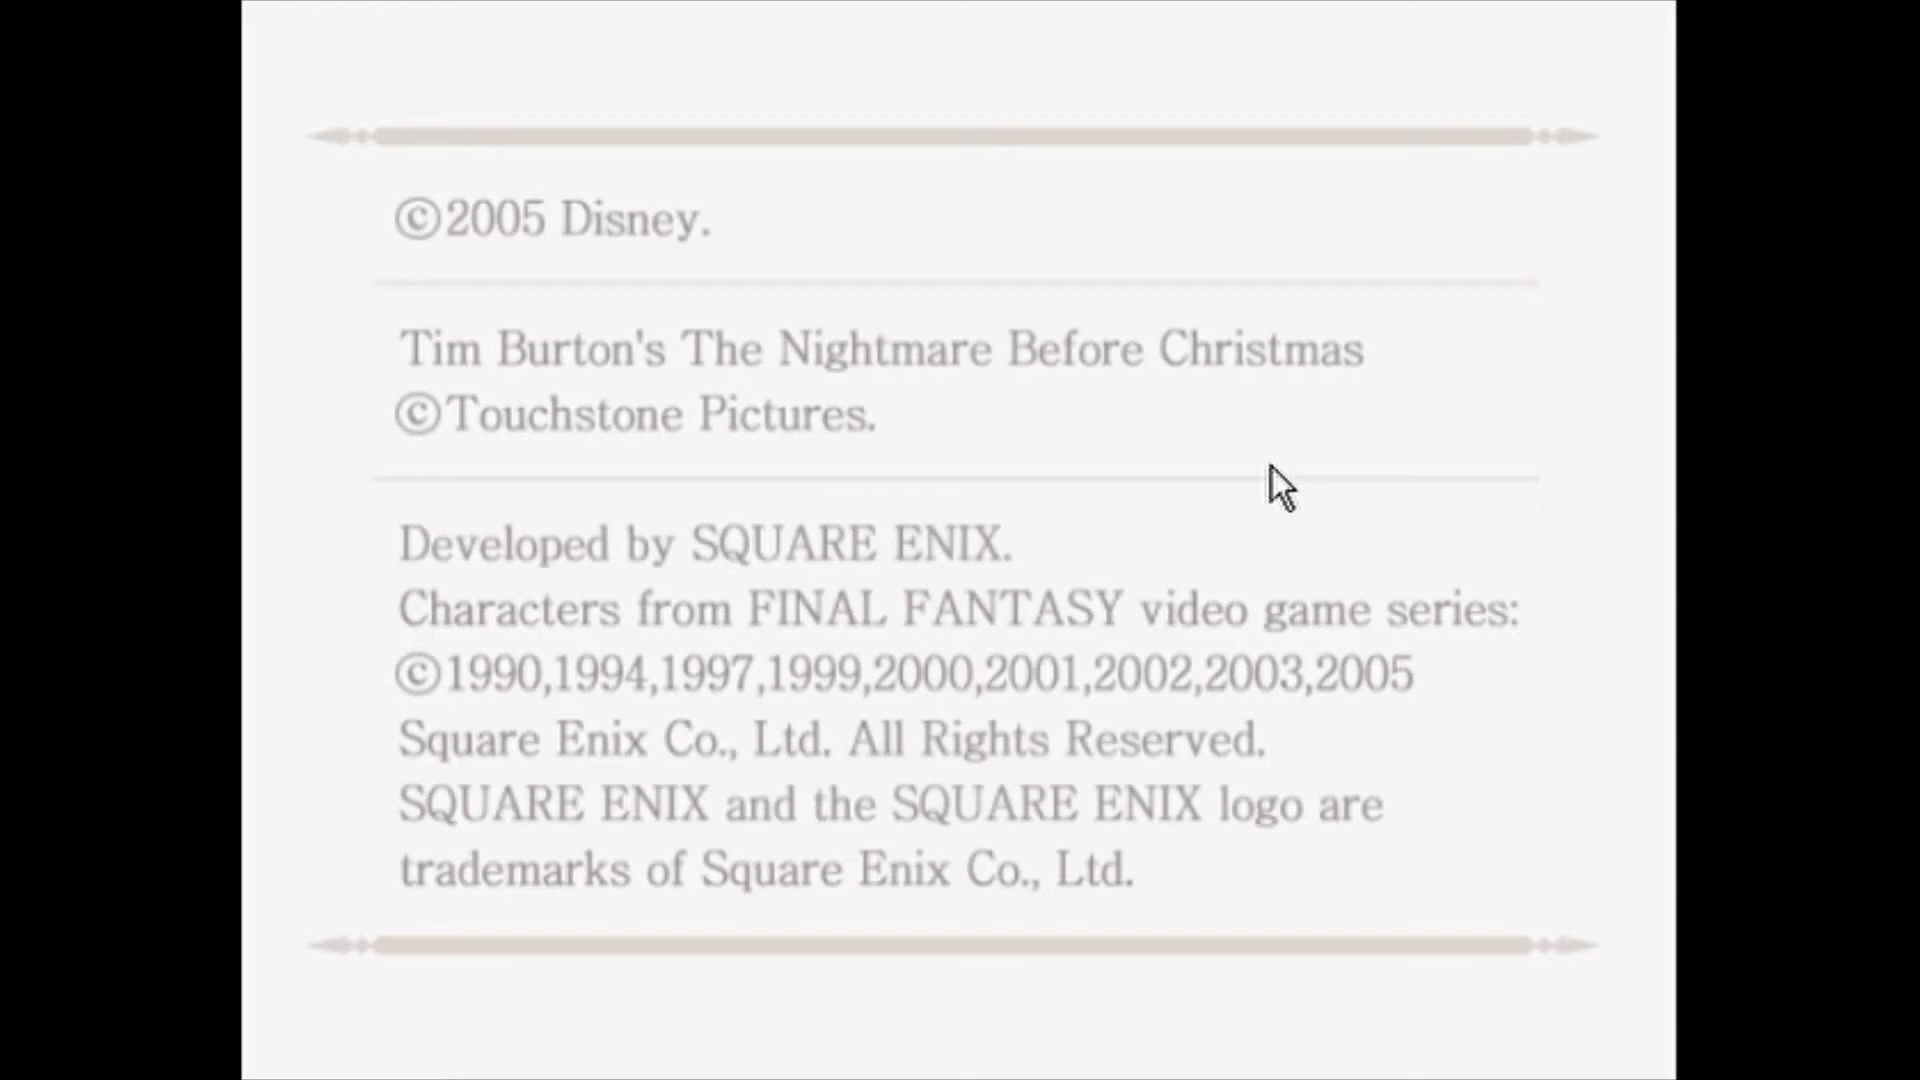 ©2005 Disney.
Tim Burton's The Nightmare Before Christmas
©Touchstone Pictures.
Developed by SQUARE ENIX.
Characters from FINAL FANTASY video game series:
©1990,1994,1997,1999,2000,2001,2002,2003,2005
Square Enix Co., Ltd. All Rights Reserved.
SQUARE ENIX and the SQUARE ENIX logo are
trademarks of Square Enix Co., Ltd.